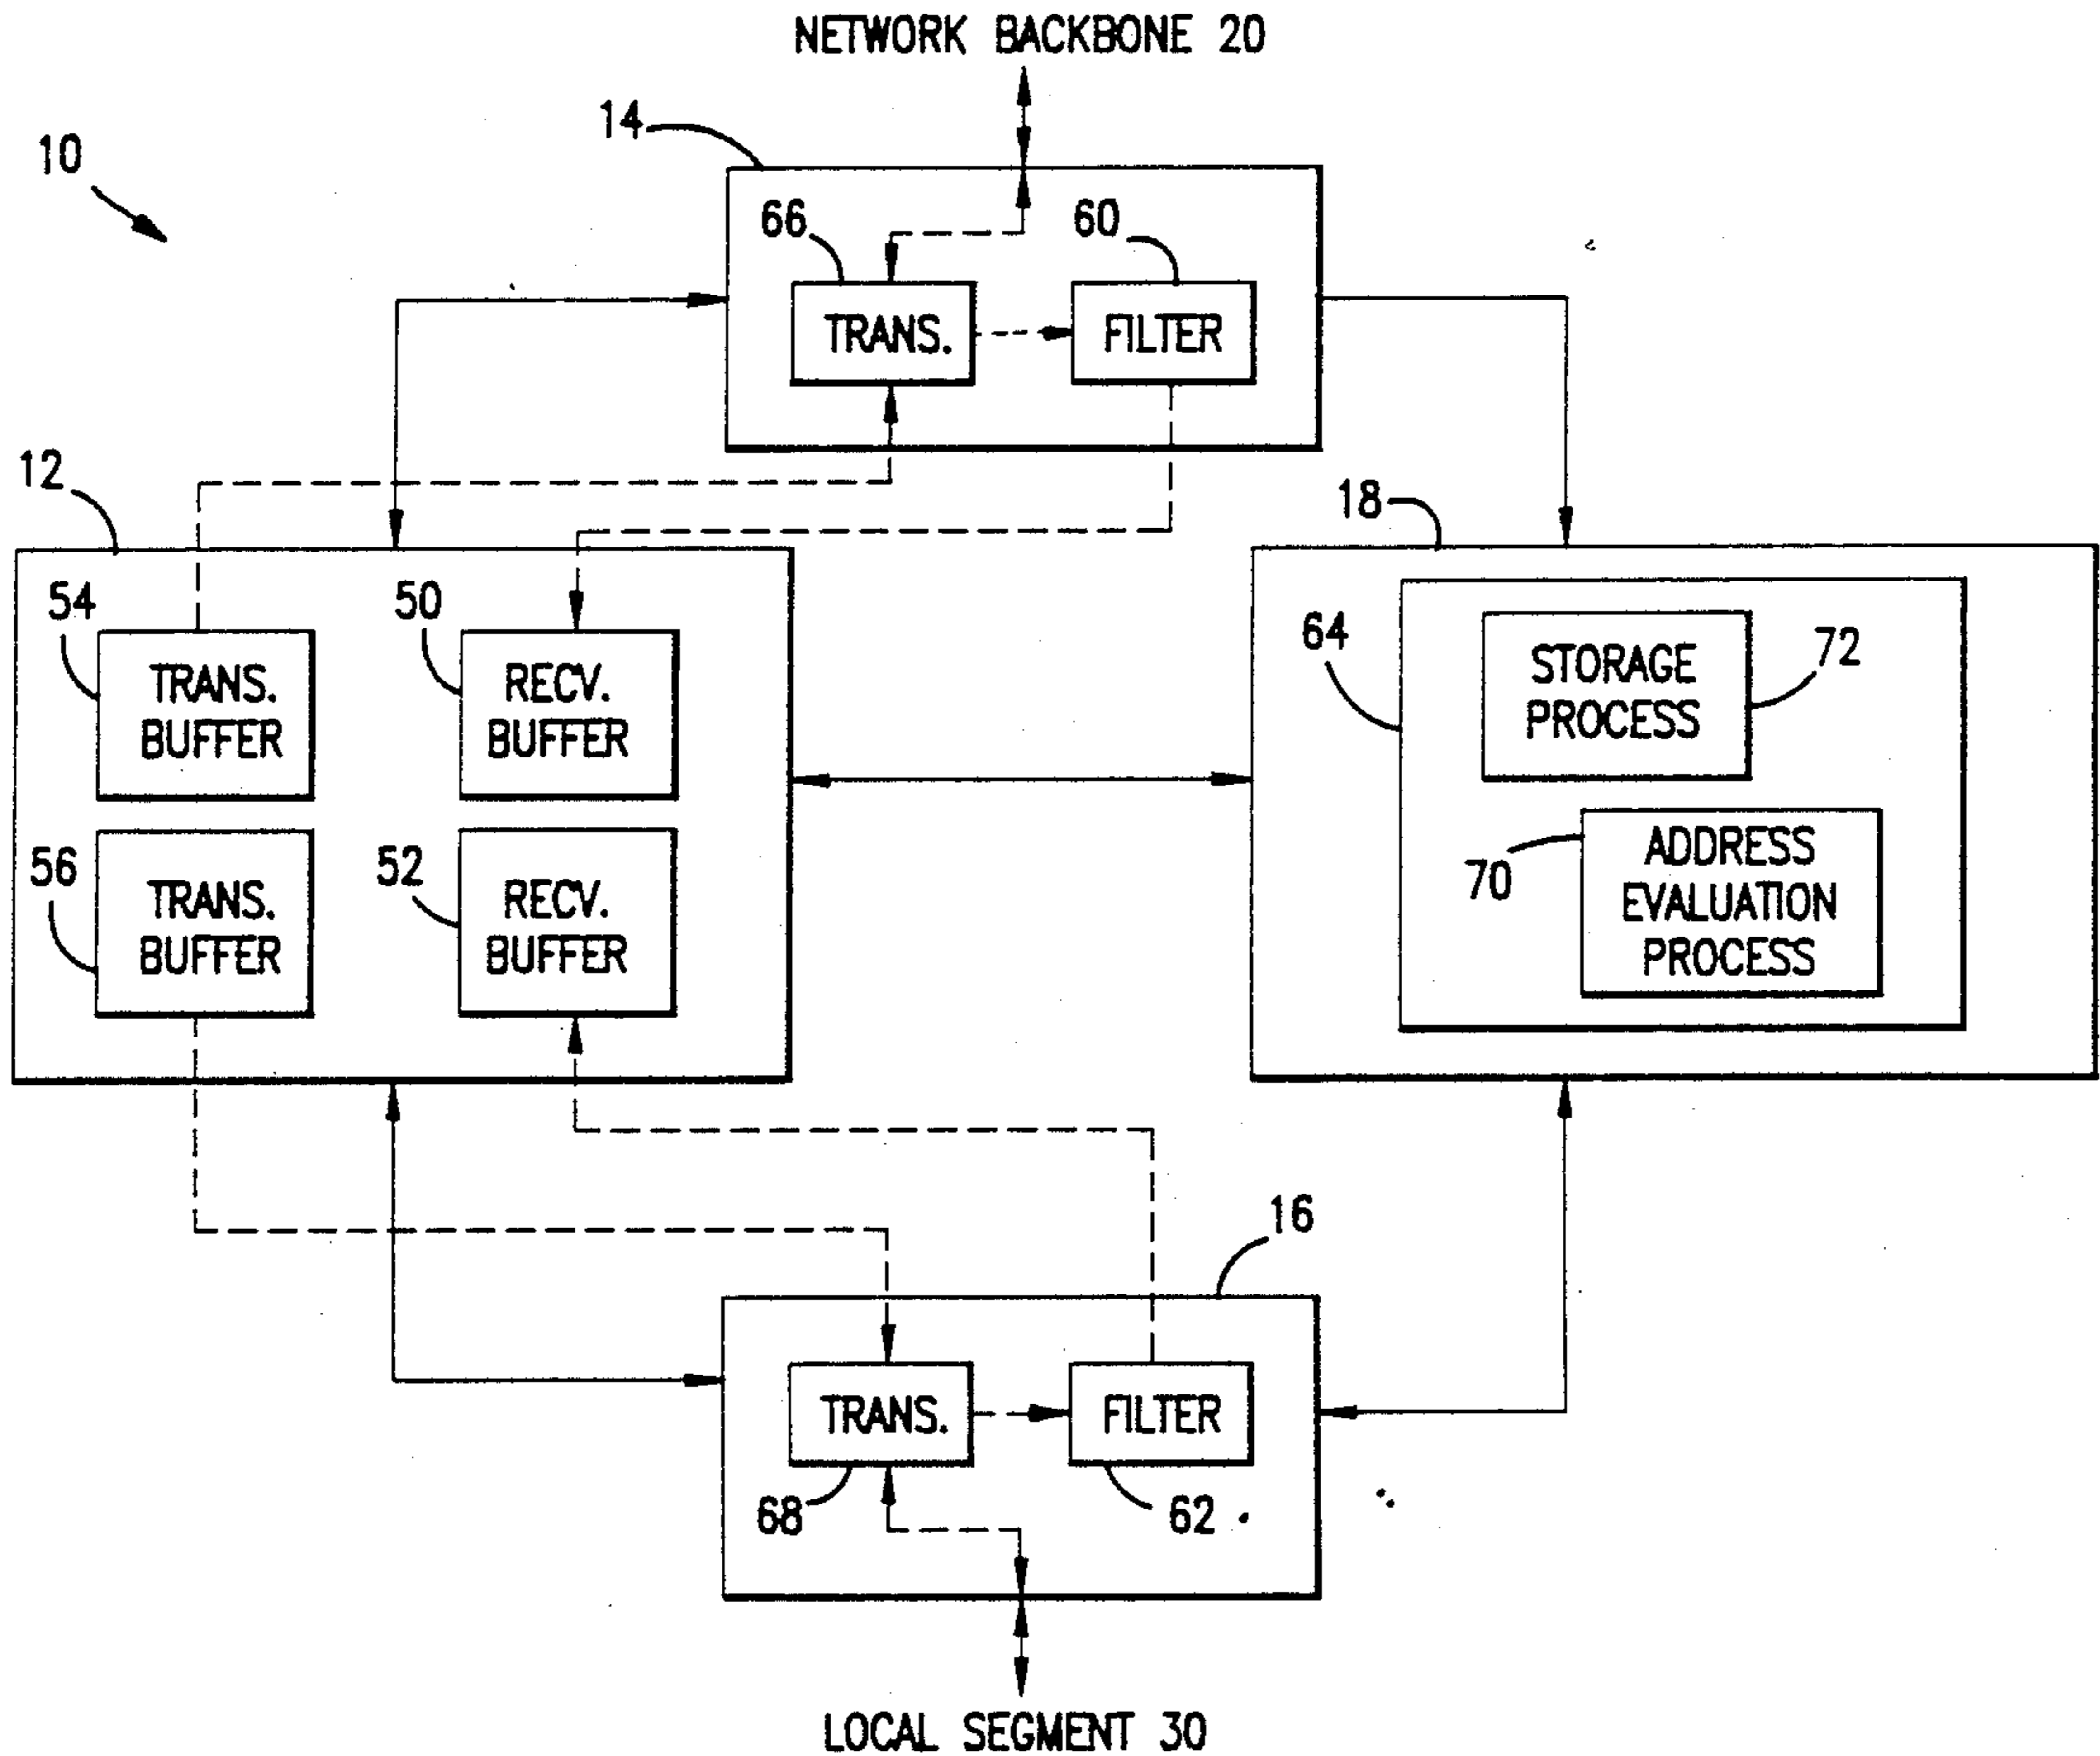 NETWORK BACKBONE 20
14
10
66
60
TRANS.
FILTER
12
18
54
50
TRANS.
BUFFER
RECV.
BUFFER
64
STORAGE
PROCESS
72
56
52
TRANS.
BUFFER
RECV.
BUFFER
70
ADDRESS
EVALUATION
PROCESS
16
TRANS.
FILTER
68
62
LOCAL SEGMENT 30